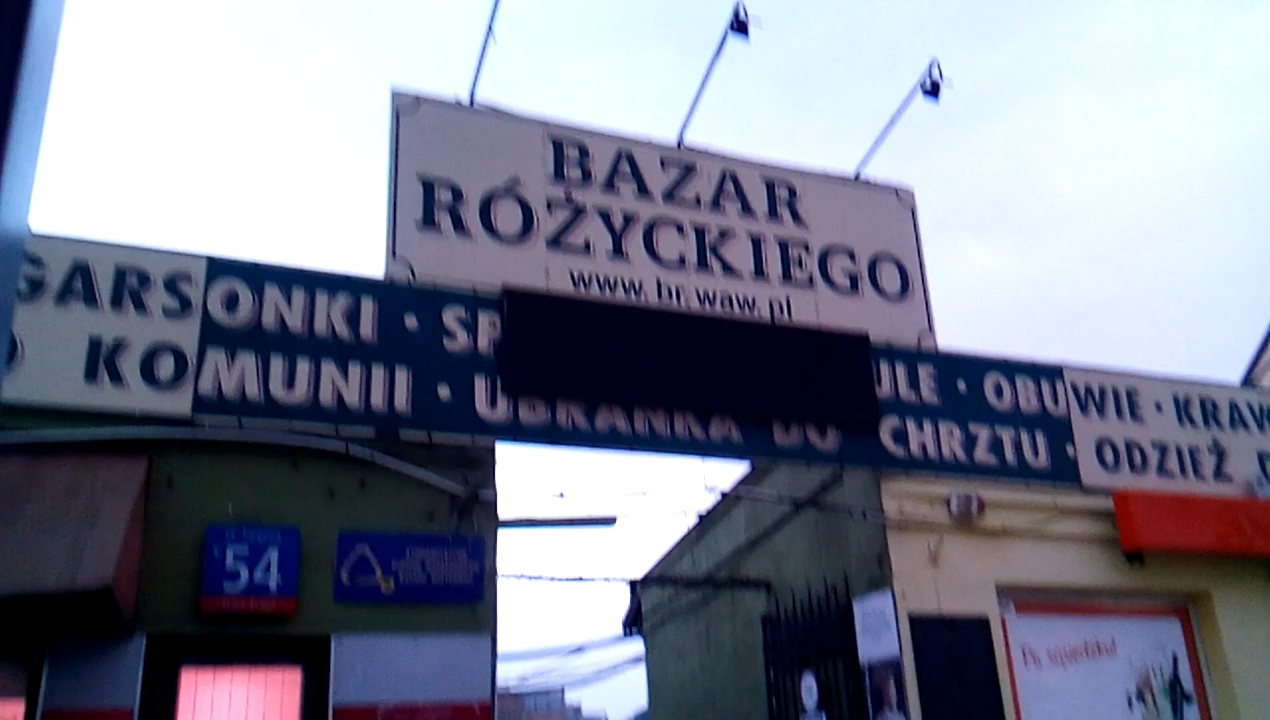 BAZAR
RÓŻYCKIEGO
www.br.waw.pl
GARSONKI · SP ULE · OBUWIE · KRAW
KOMUNII · UBRANKA DO CHRZTU · ODZIEŻ
54